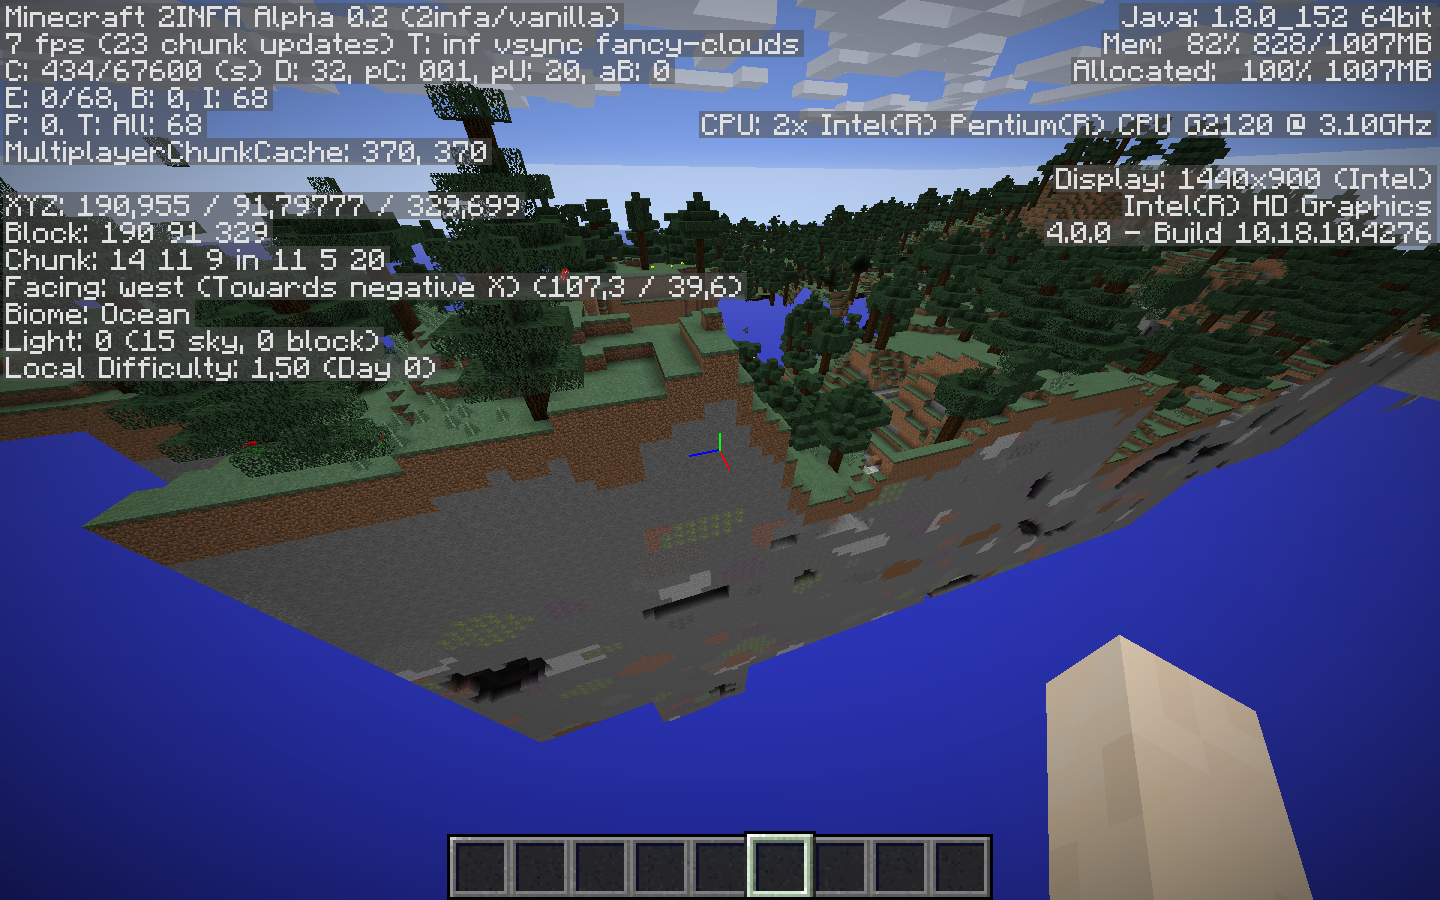 Minecraft 2INFA Alpha 0.2 (2infa/vanilla)
7 fps (23 chunk updates) T: inf vsync fancy-clouds
C: 434/67600 (s) D: 32, pC: 001, pU: 20, aB: 0
E: 0/68, B: 0, I: 68
P: 0. T: All: 68
MultiplayerChunkCache: 370, 370
XYZ: 190,955 / 91,79777 / 329,699
Block: 190 91 329
Chunk: 14 11 9 in 11 5 20
Facing: west (Towards negative X) (107,3 / 39,6)
Biome: Ocean
Light: 0 (15 sky, 0 block)
Local Difficulty: 1,50 (Day 0)
Java: 1.8.0_152 64bit
Mem: 82% 828/1007MB
Allocated: 100% 1007MB
CPU: 2x Intel(R) Pentium(R) CPU G2120 @ 3.10GHz
Display: 1440x900 (Intel)
Intel(R) HD Graphics
4.0.0 - Build 10.18.10.4276